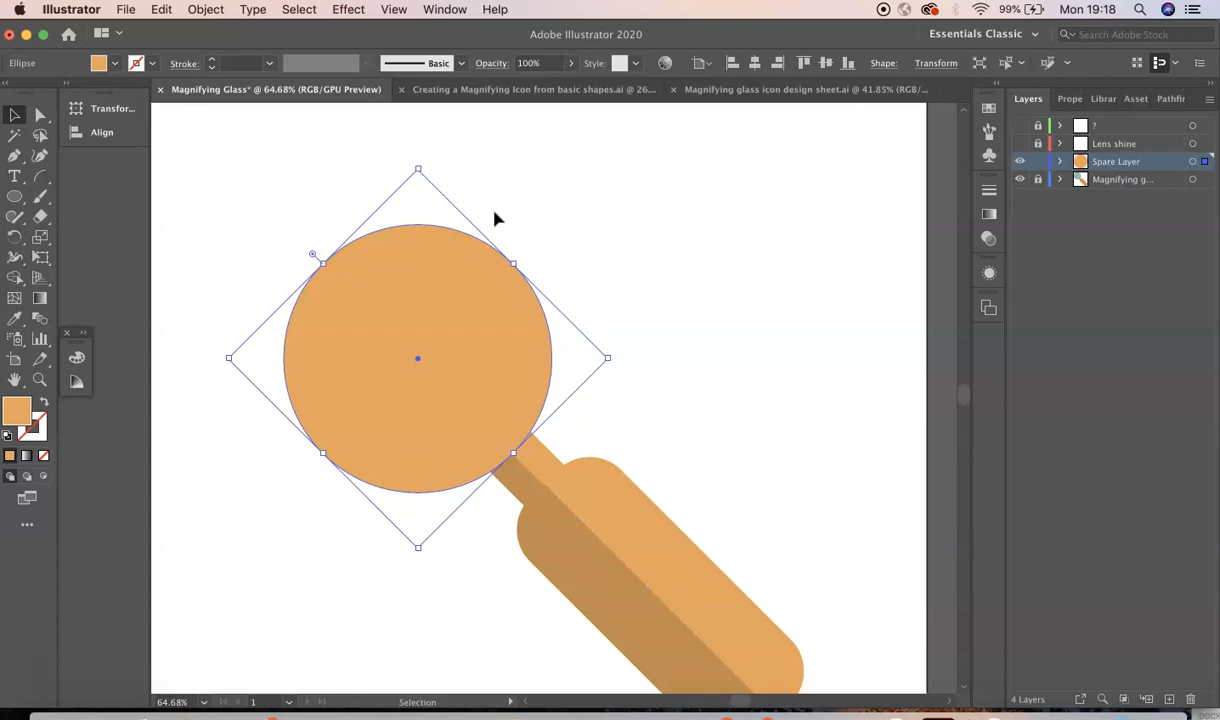 Illustrator File Edit Object Type Select Effect View Window Help 99% Mon 19:18
Adobe Illustrator 2020 Essentials Classic Search Adobe Stock
Ellipse Stroke: Basic Opacity: 100% Style: Shape: Transform
Magnifying Glass* @ 64.68% (RGB/GPU Preview) Creating a Magnifying Icon from basic shapes.ai @ 26.... Magnifying glass icon design sheet.ai @ 41.85% (RGB/...
Layers Prope Librar Asset Pathfir
Transfor...
Align
?
Lens shine
Spare Layer
Magnifying g...
64.68% 1 Selection 4 Layers